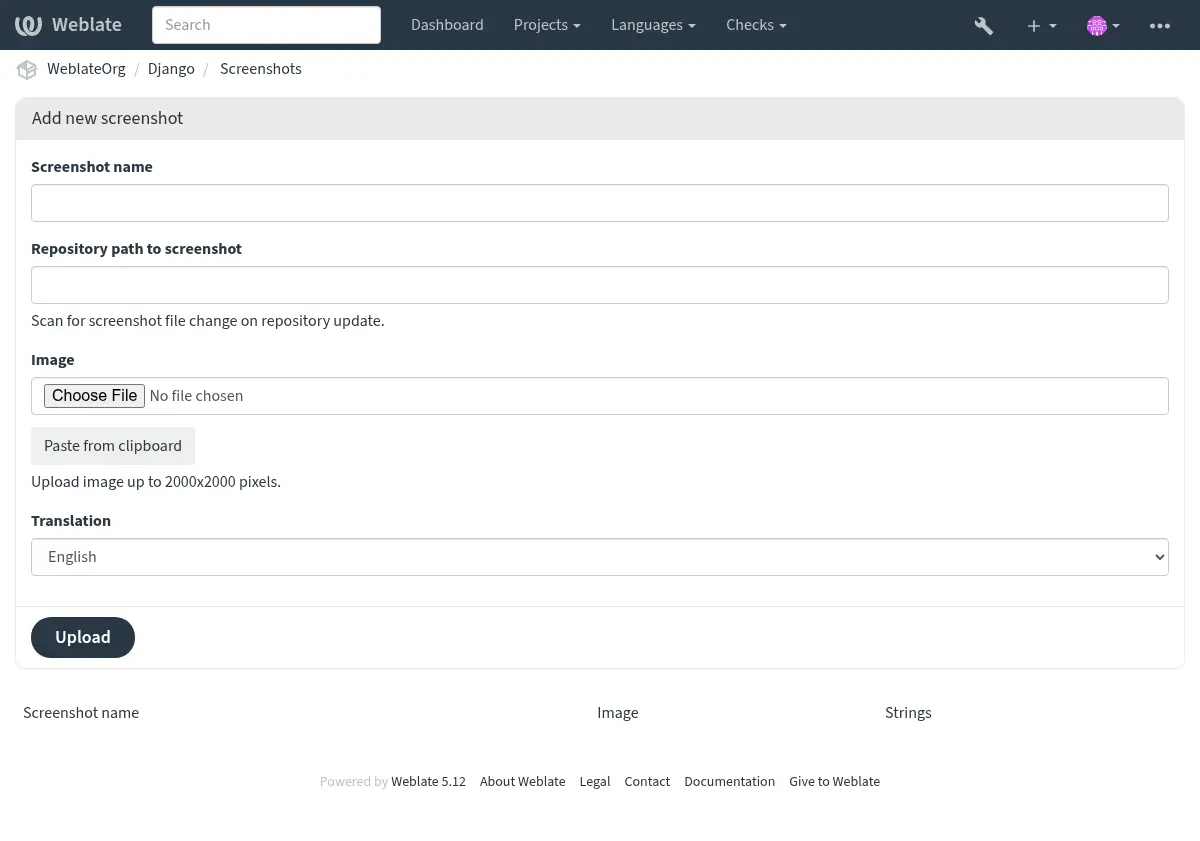 Weblate Search Dashboard Projects Languages Checks
WeblateOrg / Django / Screenshots
Add new screenshot
Screenshot name
Repository path to screenshot
Scan for screenshot file change on repository update.
Image
Choose File No file chosen
Paste from clipboard
Upload image up to 2000x2000 pixels.
Translation
English
Upload
Screenshot name Image Strings
Powered by Weblate 5.12 About Weblate Legal Contact Documentation Give to Weblate